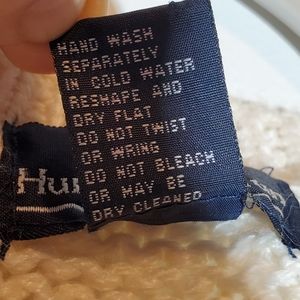 HAND WASH
SEPARATELY
IN COLD WATER
RESHAPE AND
DRY FLAT
DO NOT TWIST
OR WRING
DO NOT BLEACH
OR MAY BE
DRY CLEANED